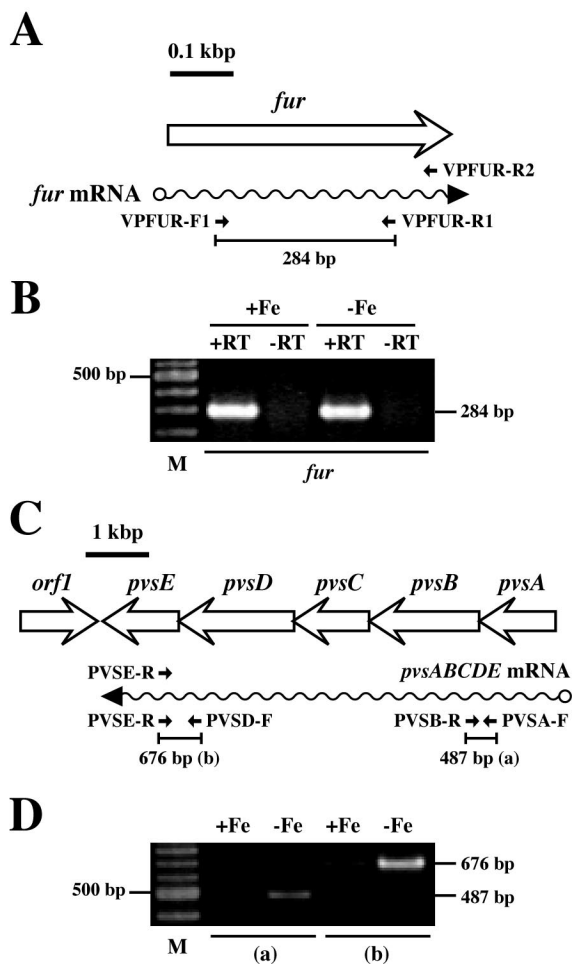 A
0.1 kbp
fur
VPFUR-R2
fur mRNA
VPFUR-F1 VPFUR-R1
284 bp
B
+Fe -Fe
+RT -RT +RT -RT
500 bp
284 bp
M
fur
C
1 kbp
orf1 pvsE pvsD pvsC pvsB pvsA
PVSE-R pvsABCDE mRNA
PVSE-R PVSD-F PVSB-R PVSA-F
676 bp (b) 487 bp (a)
D
+Fe -Fe +Fe -Fe
676 bp
500 bp 487 bp
M (a) (b)